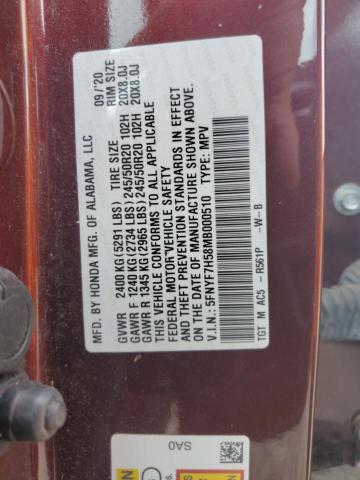 MFD. BY HONDA MFG. OF ALABAMA, LLC 09/'20
GVWR 2400 KG(5291 LBS) TIRE SIZE RIM SIZE
GAWR F 1240 KG(2734 LBS)245/50R20 102H 20X8.0J
GAWR R 1345 KG(2965 LBS)245/50R20 102H 20X8.0J
THIS VEHICLE CONFORMS TO ALL APPLICABLE
FEDERAL MOTOR VEHICLE SAFETY
AND THEFT PREVENTION STANDARDS IN EFFECT
ON THE DATE OF MANUFACTURE SHOWN ABOVE.
V.I.N.: 5FNYF7H58MB000510 TYPE: MPV
TGT M AC5 - R561P -W-B
SA0